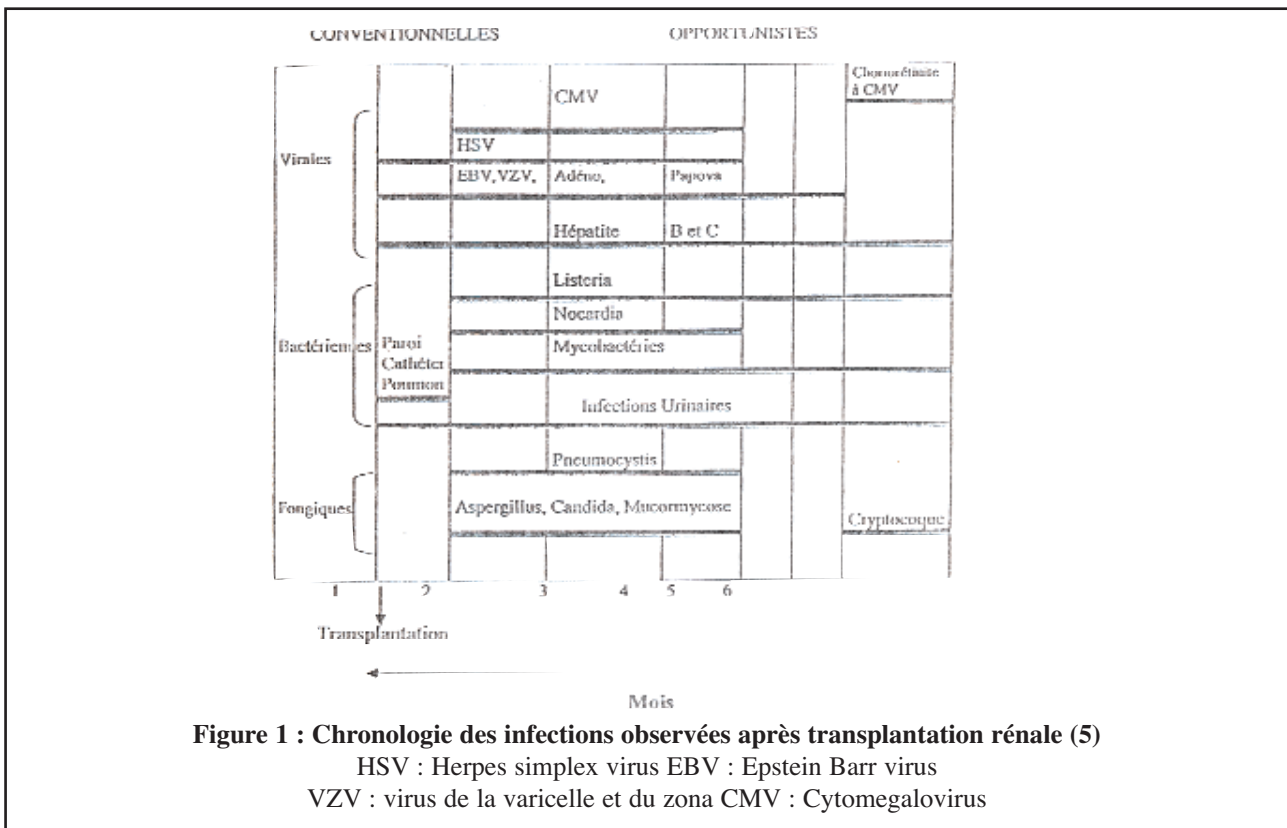 CONVENTIONNELLES OPPORTUNISTES
Choriorétinite
à CMV
CMV
Virales
HSV
EBV, VZV, Adéno, Papova
Hépatite B et C
Listeria
Nocardia
Bactériennes Paroi Mycobactéries
Cathéter
Poumon
Infections Urinaires
Pneumocystis
Fongiques Aspergillus, Candida, Mucormycose Cryptocoque
1 2 3 4 5 6
Transplantation
Mois
Figure 1 : Chronologie des infections observées après transplantation rénale (5)
HSV : Herpes simplex virus EBV : Epstein Barr virus
VZV : virus de la varicelle et du zona CMV : Cytomegalovirus